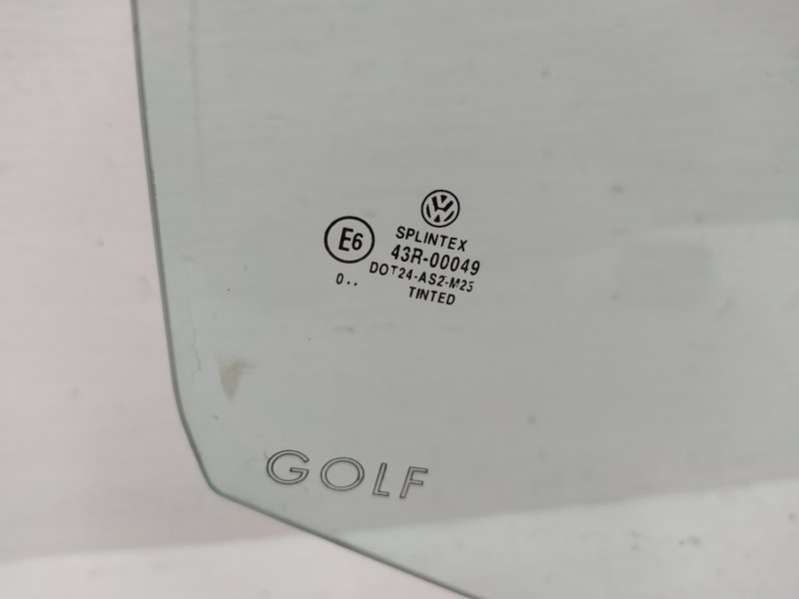 SPLINTEX
E6
43R-00049
DOT24-AS2-M25
0..
TINTED
GOLF